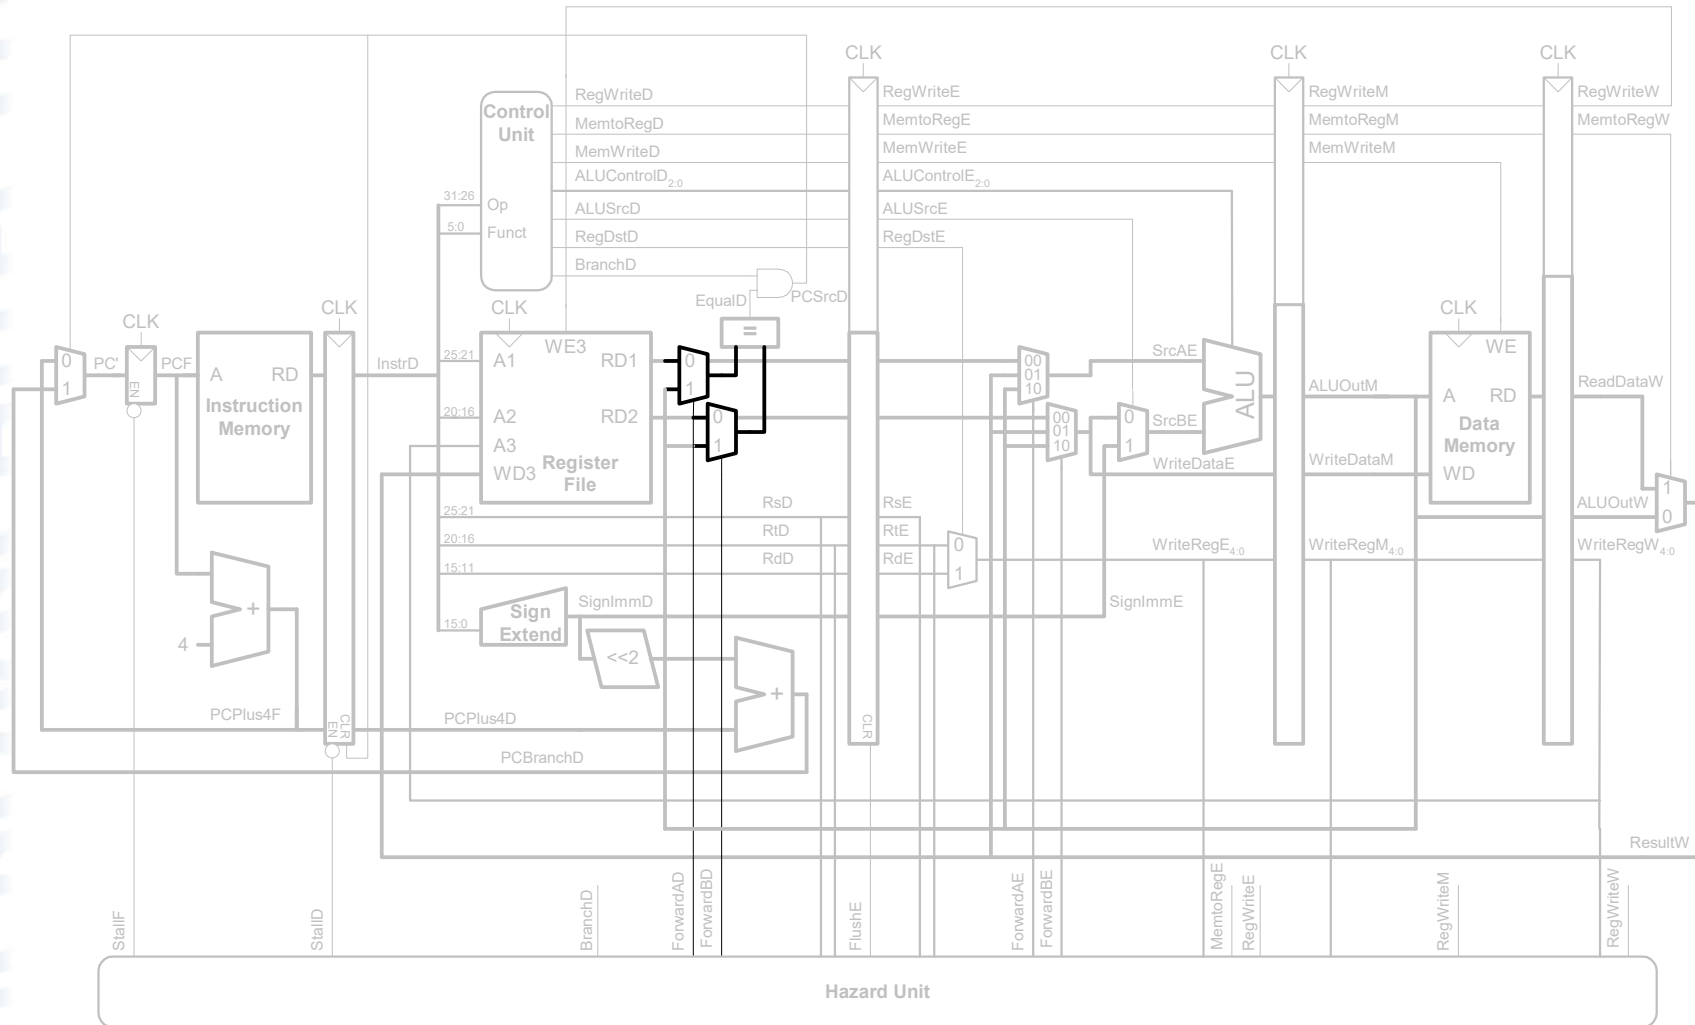 CLK
CLK
CLK
RegWriteD
RegWriteE
RegWriteM
RegWriteW
Control
Unit
MemtoRegD
MemtoRegE
MemtoRegM
MemtoRegW
MemWriteD
MemWriteE
MemWriteM
ALUControlD2:0
ALUControlE2:0
31:26
Op
ALUSrcD
ALUSrcE
5:0
Funct
RegDstD
RegDstE
BranchD
EqualD
PCSrcD
CLK
CLK
CLK
CLK
=
WE3
WE
0
1
PC'
EN
PCF
A
RD
Instruction
Memory
InstrD
25:21
A1
RD1
0
1
00
01
10
SrcAE
ALU
ALUOutM
A
RD
ReadDataW
Data
Memory
20:16
A2
RD2
0
1
00
01
10
0
1
SrcBE
A3
WD3
Register
File
WriteDataE
WriteDataM
WD
1
0
25:21
RsD
RsE
ALUOutW
20:16
RtD
RtE
0
1
WriteRegE4:0
WriteRegM4:0
WriteRegW4:0
15:11
RdD
RdE
+
4
15:0
Sign
Extend
SignImmD
SignImmE
<<2
+
PCPlus4F
EN
CLR
PCPlus4D
CLR
PCBranchD
ResultW
StallF
StallD
BranchD
ForwardAD
ForwardBD
FlushE
ForwardAE
ForwardBE
MemtoRegE
RegWriteE
RegWriteM
RegWriteW
Hazard Unit